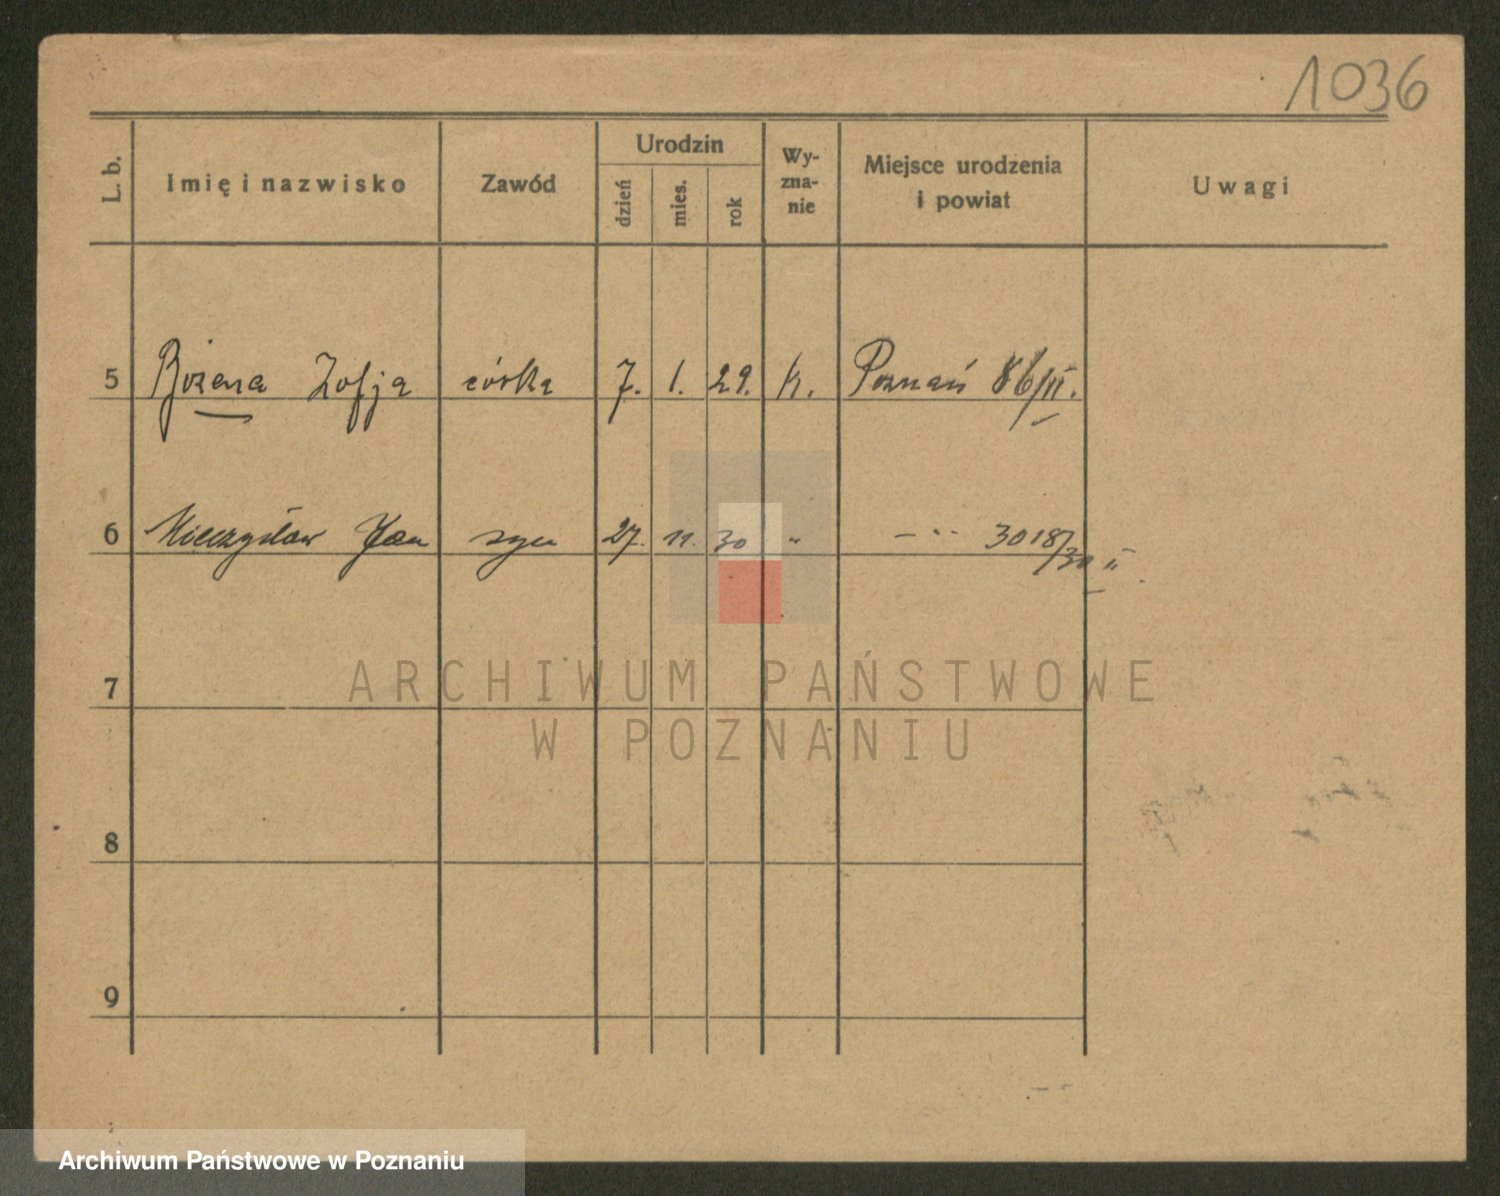 1036
L. b. Imię i nazwisko Zawód Urodzin dzień mies. rok Wy-zna-nie Miejsce urodzenia i powiat Uwagi
5 Bożena Zofja córka 7. 1. 29. k. Poznań 86/II.
6 Mieczysław Jan syn 27. 11. 30 " – " 3018/30 II
7
8
9
ARCHIWUM PAŃSTWOWE
W POZNANIU
Archiwum Państwowe w Poznaniu